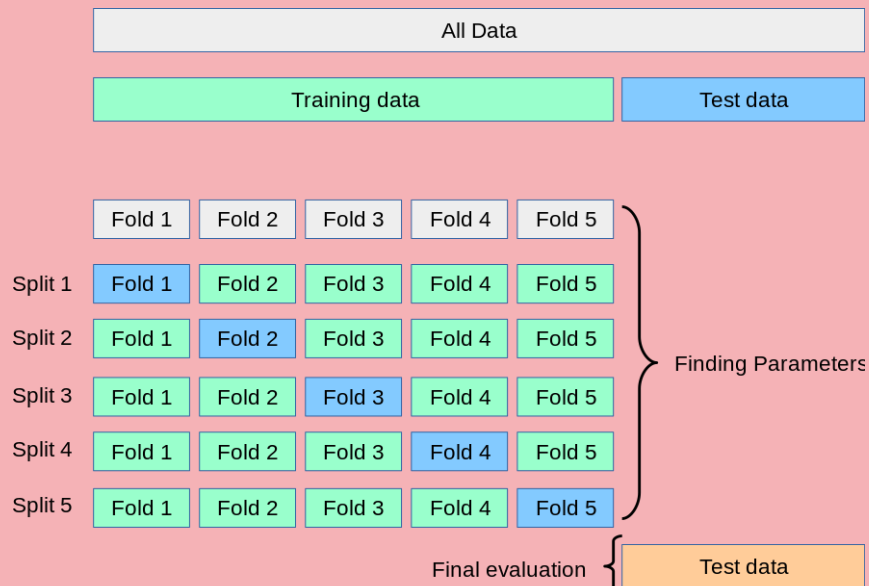 All Data
Training data Test data
Fold 1 Fold 2 Fold 3 Fold 4 Fold 5
Split 1 Fold 1 Fold 2 Fold 3 Fold 4 Fold 5
Split 2 Fold 1 Fold 2 Fold 3 Fold 4 Fold 5
Finding Parameters
Split 3 Fold 1 Fold 2 Fold 3 Fold 4 Fold 5
Split 4 Fold 1 Fold 2 Fold 3 Fold 4 Fold 5
Split 5 Fold 1 Fold 2 Fold 3 Fold 4 Fold 5
Final evaluation Test data